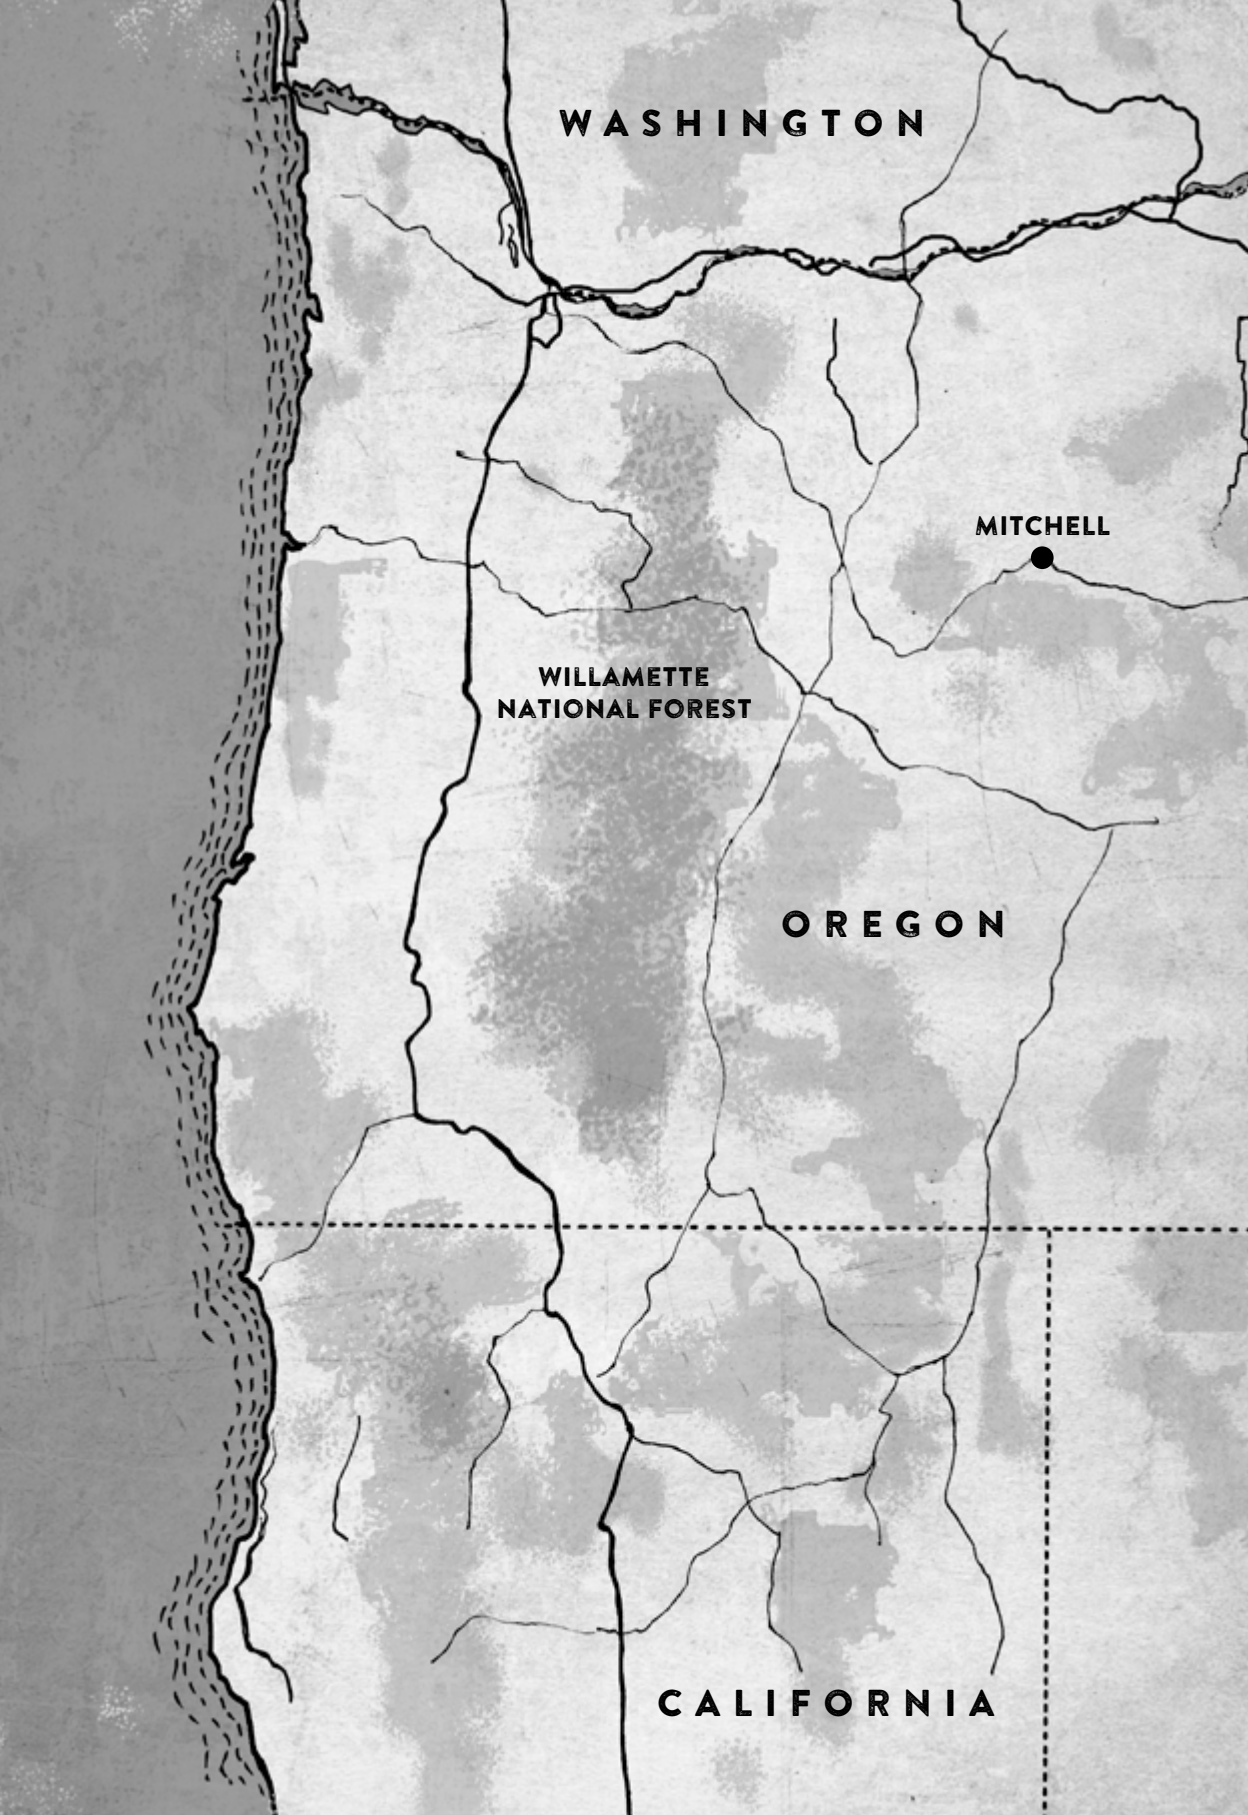 WASHINGTON
MITCHELL
WILLAMETTE
NATIONAL FOREST
OREGON
CALIFORNIA